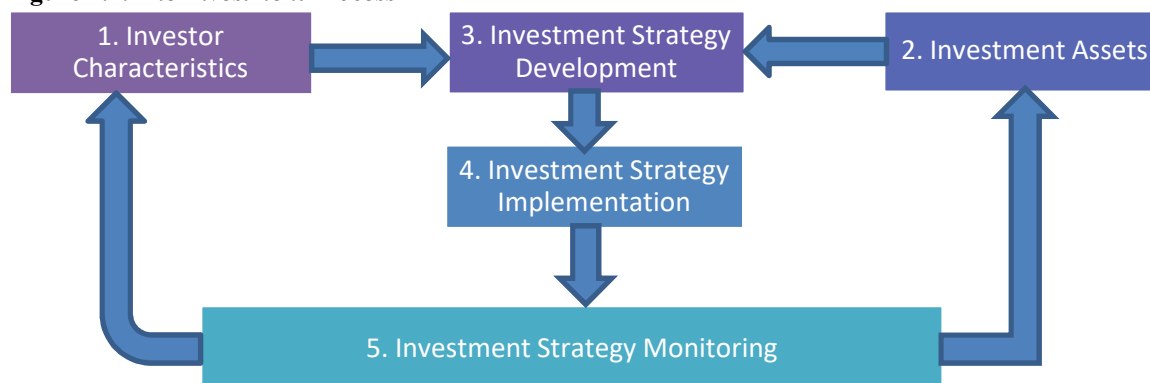 1. Investor
Characteristics
3. Investment Strategy
Development
2. Investment Assets
4. Investment Strategy
Implementation
5. Investment Strategy Monitoring